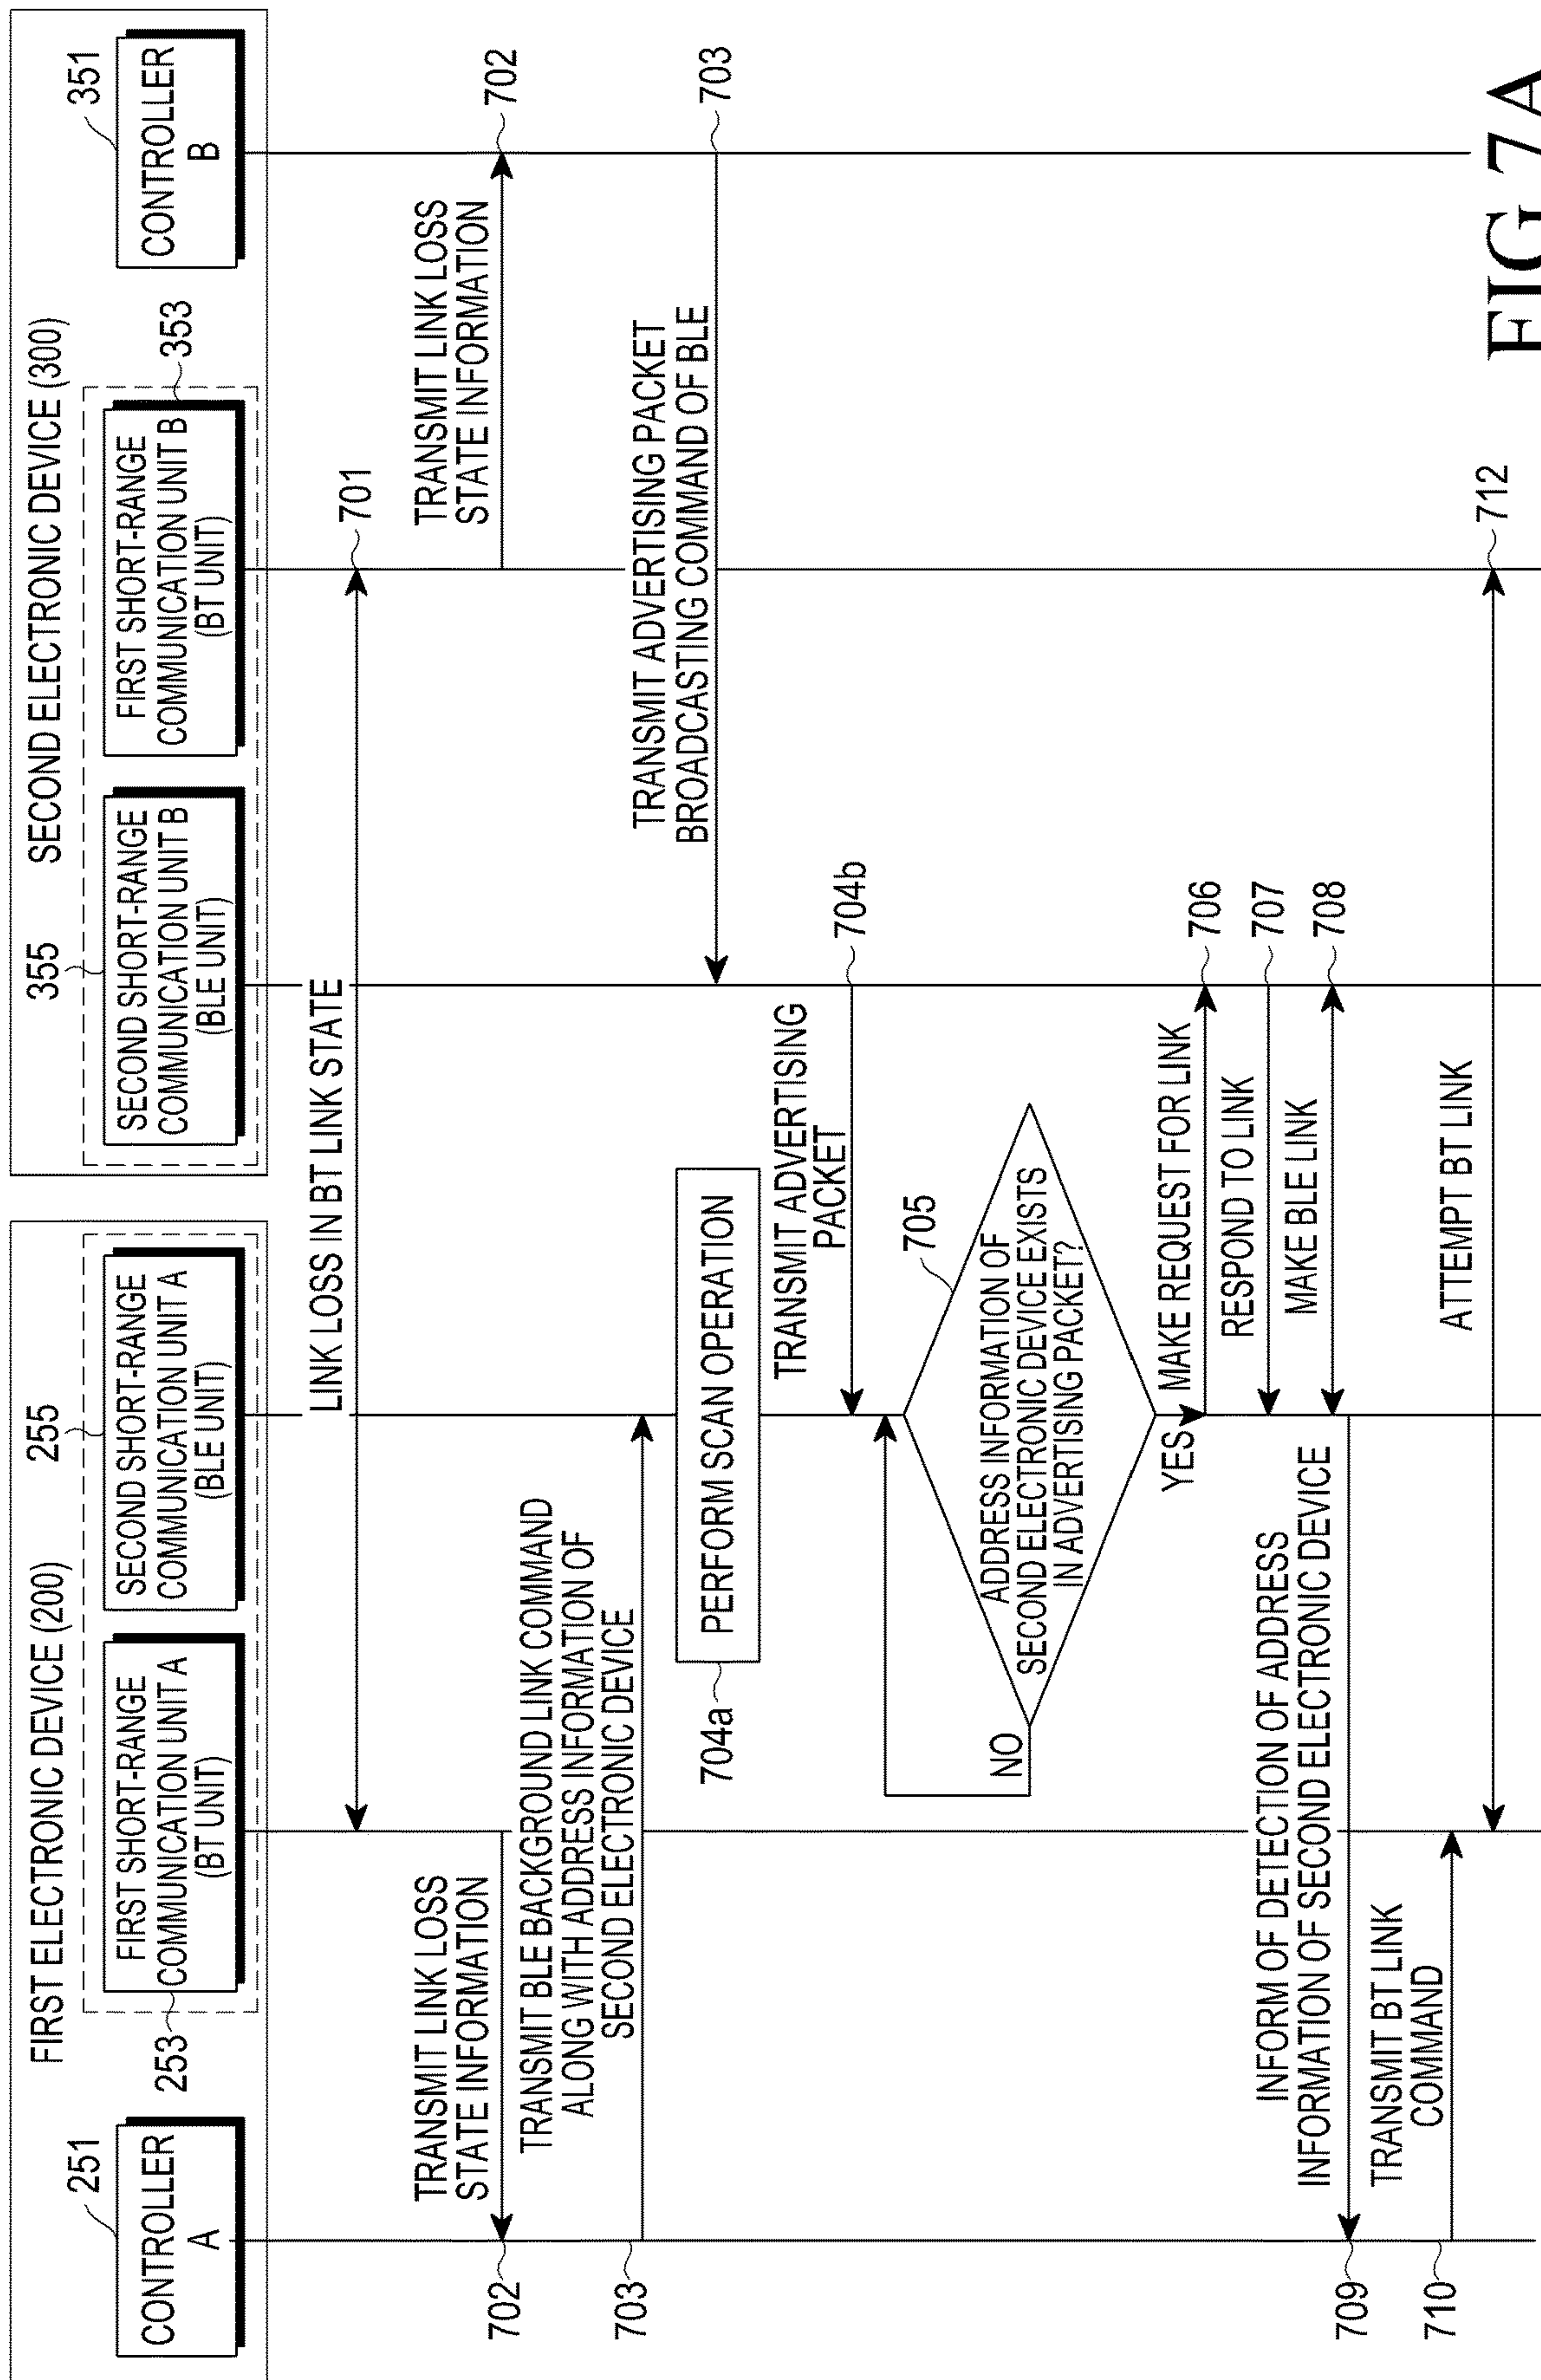 FIRST ELECTRONIC DEVICE (200)
SECOND ELECTRONIC DEVICE (300)
251
CONTROLLER
A
253
FIRST SHORT-RANGE
COMMUNICATION UNIT A
(BT UNIT)
255
SECOND SHORT-RANGE
COMMUNICATION UNIT A
(BLE UNIT)
355
SECOND SHORT-RANGE
COMMUNICATION UNIT B
(BLE UNIT)
353
FIRST SHORT-RANGE
COMMUNICATION UNIT B
(BT UNIT)
351
CONTROLLER
B
LINK LOSS IN BT LINK STATE
701
TRANSMIT LINK LOSS
STATE INFORMATION
702
TRANSMIT LINK LOSS
STATE INFORMATION
702
TRANSMIT BLE BACKGROUND LINK COMMAND
ALONG WITH ADDRESS INFORMATION OF
SECOND ELECTRONIC DEVICE
703
TRANSMIT ADVERTISING PACKET
BROADCASTING COMMAND OF BLE
703
PERFORM SCAN OPERATION
704a
TRANSMIT ADVERTISING
PACKET
704b
705
ADDRESS INFORMATION OF
SECOND ELECTRONIC DEVICE EXISTS
IN ADVERTISING PACKET?
NO
YES
MAKE REQUEST FOR LINK
706
RESPOND TO LINK
707
MAKE BLE LINK
708
INFORM OF DETECTION OF ADDRESS
INFORMATION OF SECOND ELECTRONIC DEVICE
709
TRANSMIT BT LINK
COMMAND
710
ATTEMPT BT LINK
712
FIG.7A